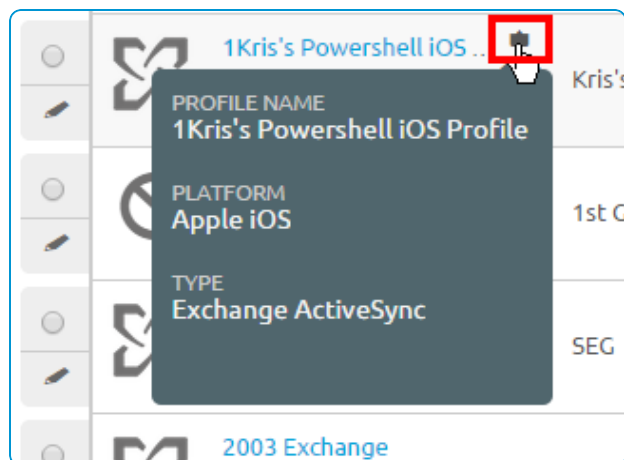 1Kris's Powershell iOS ..
Kris's
PROFILE NAME
1Kris's Powershell iOS Profile
PLATFORM
Apple iOS
1st
TYPE
Exchange ActiveSync
SEG
2003 Exchange